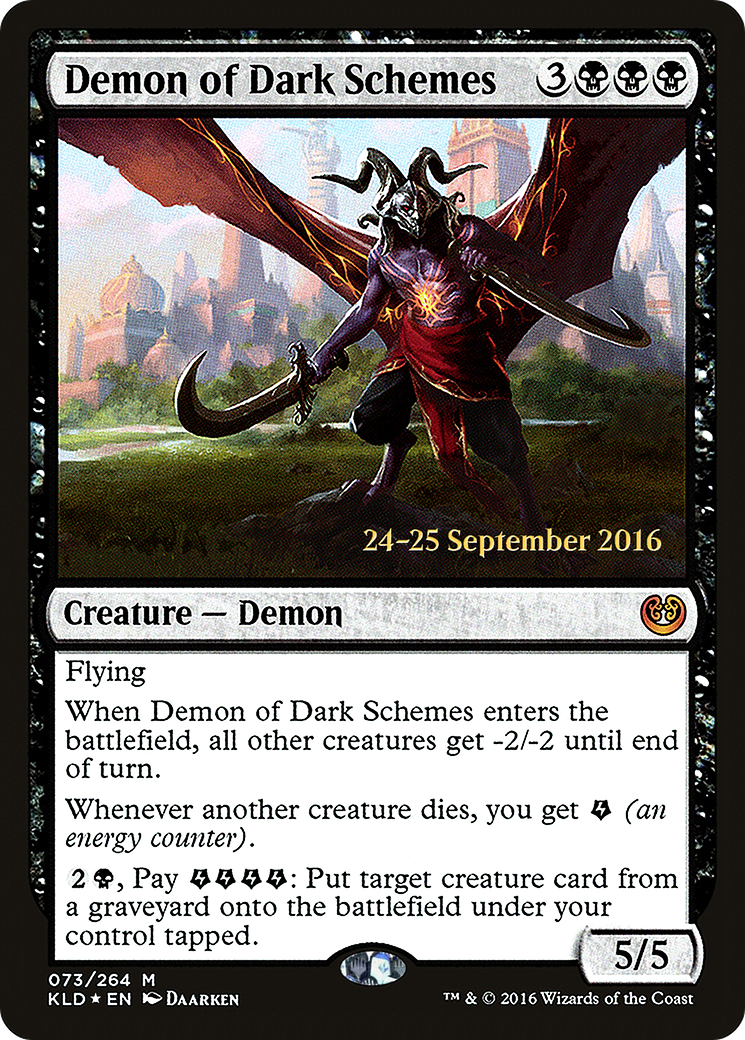 Demon of Dark Schemes 3
24–25 September 2016
Creature — Demon
Flying
When Demon of Dark Schemes enters the
battlefield, all other creatures get -2/-2 until end
of turn.
Whenever another creature dies, you get (an
energy counter).
2, Pay : Put target creature card from
a graveyard onto the battlefield under your
control tapped.
5/5
073/264 M
KLD ★ EN Daarken
™ & © 2016 Wizards of the Coast